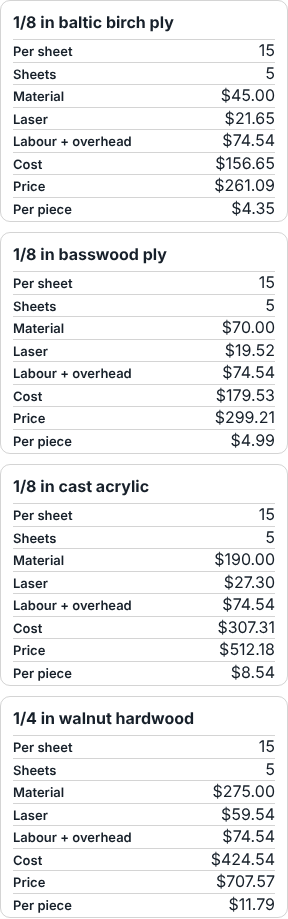 1/8 in baltic birch ply
Per sheet 15
Sheets 5
Material $45.00
Laser $21.65
Labour + overhead $74.54
Cost $156.65
Price $261.09
Per piece $4.35
1/8 in basswood ply
Per sheet 15
Sheets 5
Material $70.00
Laser $19.52
Labour + overhead $74.54
Cost $179.53
Price $299.21
Per piece $4.99
1/8 in cast acrylic
Per sheet 15
Sheets 5
Material $190.00
Laser $27.30
Labour + overhead $74.54
Cost $307.31
Price $512.18
Per piece $8.54
1/4 in walnut hardwood
Per sheet 15
Sheets 5
Material $275.00
Laser $59.54
Labour + overhead $74.54
Cost $424.54
Price $707.57
Per piece $11.79